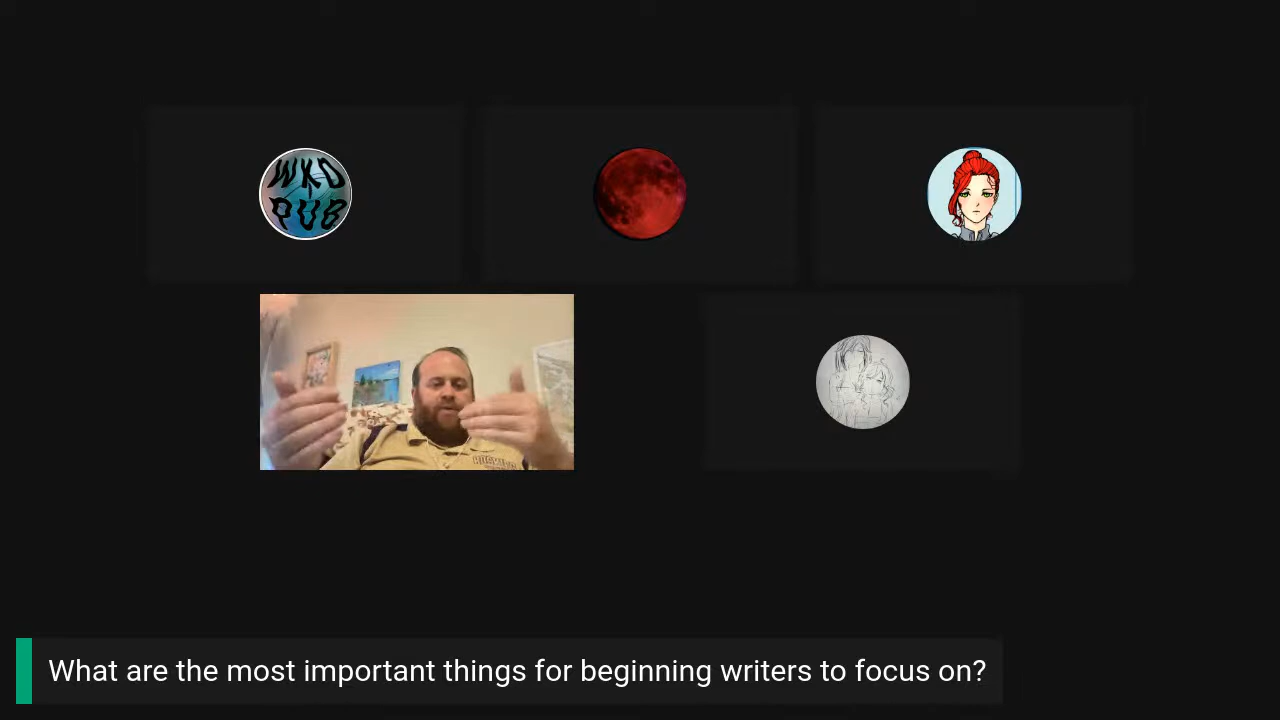 WKD
PUB
What are the most important things for beginning writers to focus on?